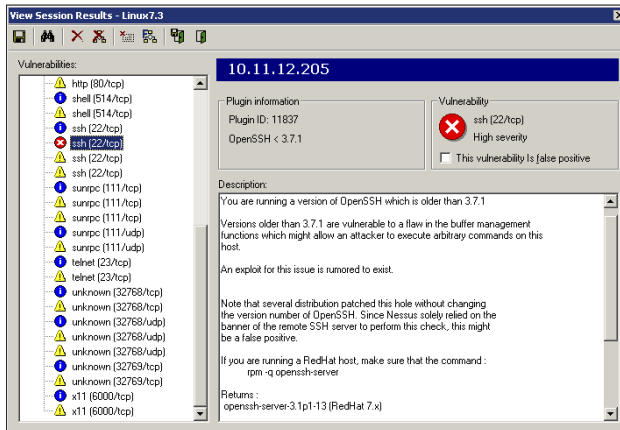 View Session Results - Linux7.3
Vulnerabilities:
http (80/tcp)
shell (514/tcp)
shell (514/tcp)
ssh (22/tcp)
ssh (22/tcp)
ssh (22/tcp)
ssh (22/tcp)
sunrpc (111/tcp)
sunrpc (111/tcp)
sunrpc (111/tcp)
sunrpc (111/udp)
sunrpc (111/udp)
telnet (23/tcp)
telnet (23/tcp)
unknown (32768/tcp)
unknown (32768/tcp)
unknown (32768/udp)
unknown (32768/udp)
unknown (32768/udp)
unknown (32769/tcp)
unknown (32769/tcp)
x11 (6000/tcp)
x11 (6000/tcp)
10.11.12.205
Plugin information
Plugin ID: 11837
OpenSSH < 3.7.1
Vulnerability
ssh (22/tcp)
High severity
This vulnerability Is false positive
Description:
You are running a version of OpenSSH which is older than 3.7.1
Versions older than 3.7.1 are vulnerable to a flaw in the buffer management
functions which might allow an attacker to execute arbitrary commands on this
host.
An exploit for this issue is rumored to exist.
Note that several distribution patched this hole without changing
the version number of OpenSSH. Since Nessus solely relied on the
banner of the remote SSH server to perform this check, this might
be a false positive.
If you are running a RedHat host, make sure that the command :
rpm -q openssh-server
Returns :
openssh-server-3.1p1-13 (RedHat 7.x)